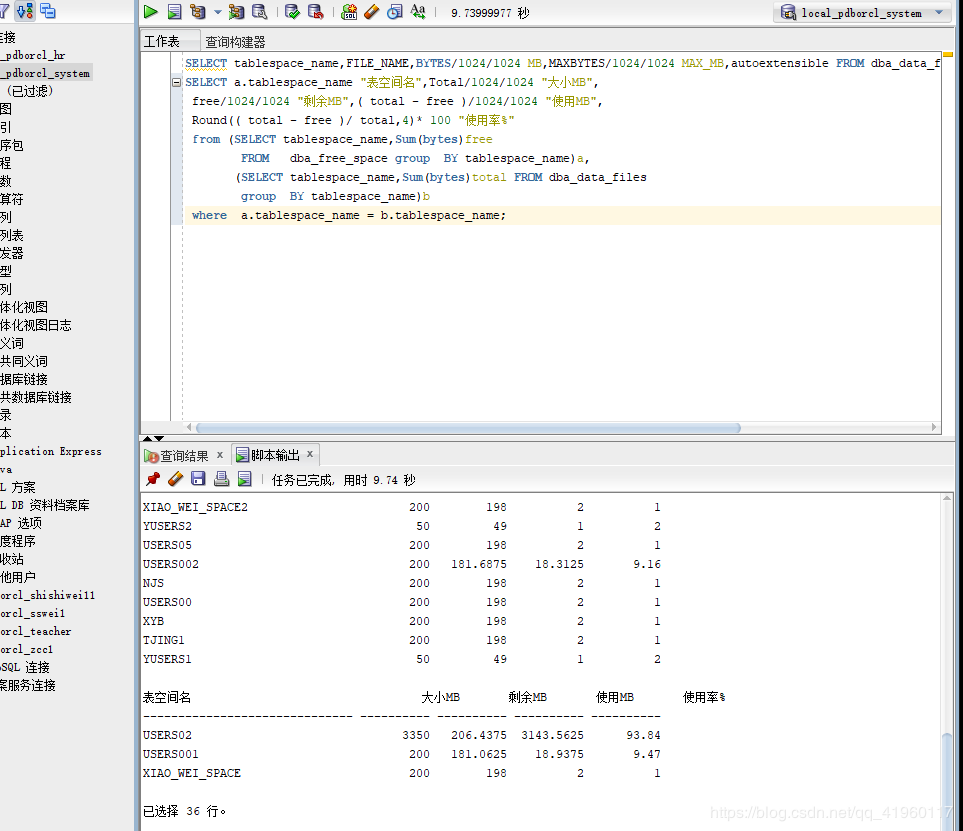 9.73999977 秒
local_pdborcl_system
连接
_pdborcl_hr
_pdborcl_system
(已过滤)
图
引
序包
程
数
算符
列
列表
发器
型
列
体化视图
体化视图日志
义词
共同义词
据库链接
共数据库链接
录
本
plication Express
va
L 方案
L DB 资料档案库
AP 选项
度程序
收站
他用户
orcl_shishiwei11
orcl_sswei1
orcl_teacher
orcl_zcc1
SQL 连接
案服务连接
工作表 查询构建器
SELECT tablespace_name,FILE_NAME,BYTES/1024/1024 MB,MAXBYTES/1024/1024 MAX_MB,autoextensible FROM dba_data_f
SELECT a.tablespace_name "表空间名",Total/1024/1024 "大小MB",
free/1024/1024 "剩余MB",( total - free )/1024/1024 "使用MB",
Round(( total - free )/ total,4)* 100 "使用率%"
from (SELECT tablespace_name,Sum(bytes)free
FROM dba_free_space group BY tablespace_name)a,
(SELECT tablespace_name,Sum(bytes)total FROM dba_data_files
group BY tablespace_name)b
where a.tablespace_name = b.tablespace_name;
查询结果 x 脚本输出 x
任务已完成，用时 9.74 秒
XIAO_WEI_SPACE2 200 198 2 1
YUSERS2 50 49 1 2
USERS05 200 198 2 1
USERS002 200 181.6875 18.3125 9.16
NJS 200 198 2 1
USERS00 200 198 2 1
XYB 200 198 2 1
TJING1 200 198 2 1
YUSERS1 50 49 1 2
表空间名 大小MB 剩余MB 使用MB 使用率%
------------------------------ ---------- ---------- ---------- ----------
USERS02 3350 206.4375 3143.5625 93.84
USERS001 200 181.0625 18.9375 9.47
XIAO_WEI_SPACE 200 198 2 1
已选择 36 行。
https://blog.csdn.net/qq_41960117